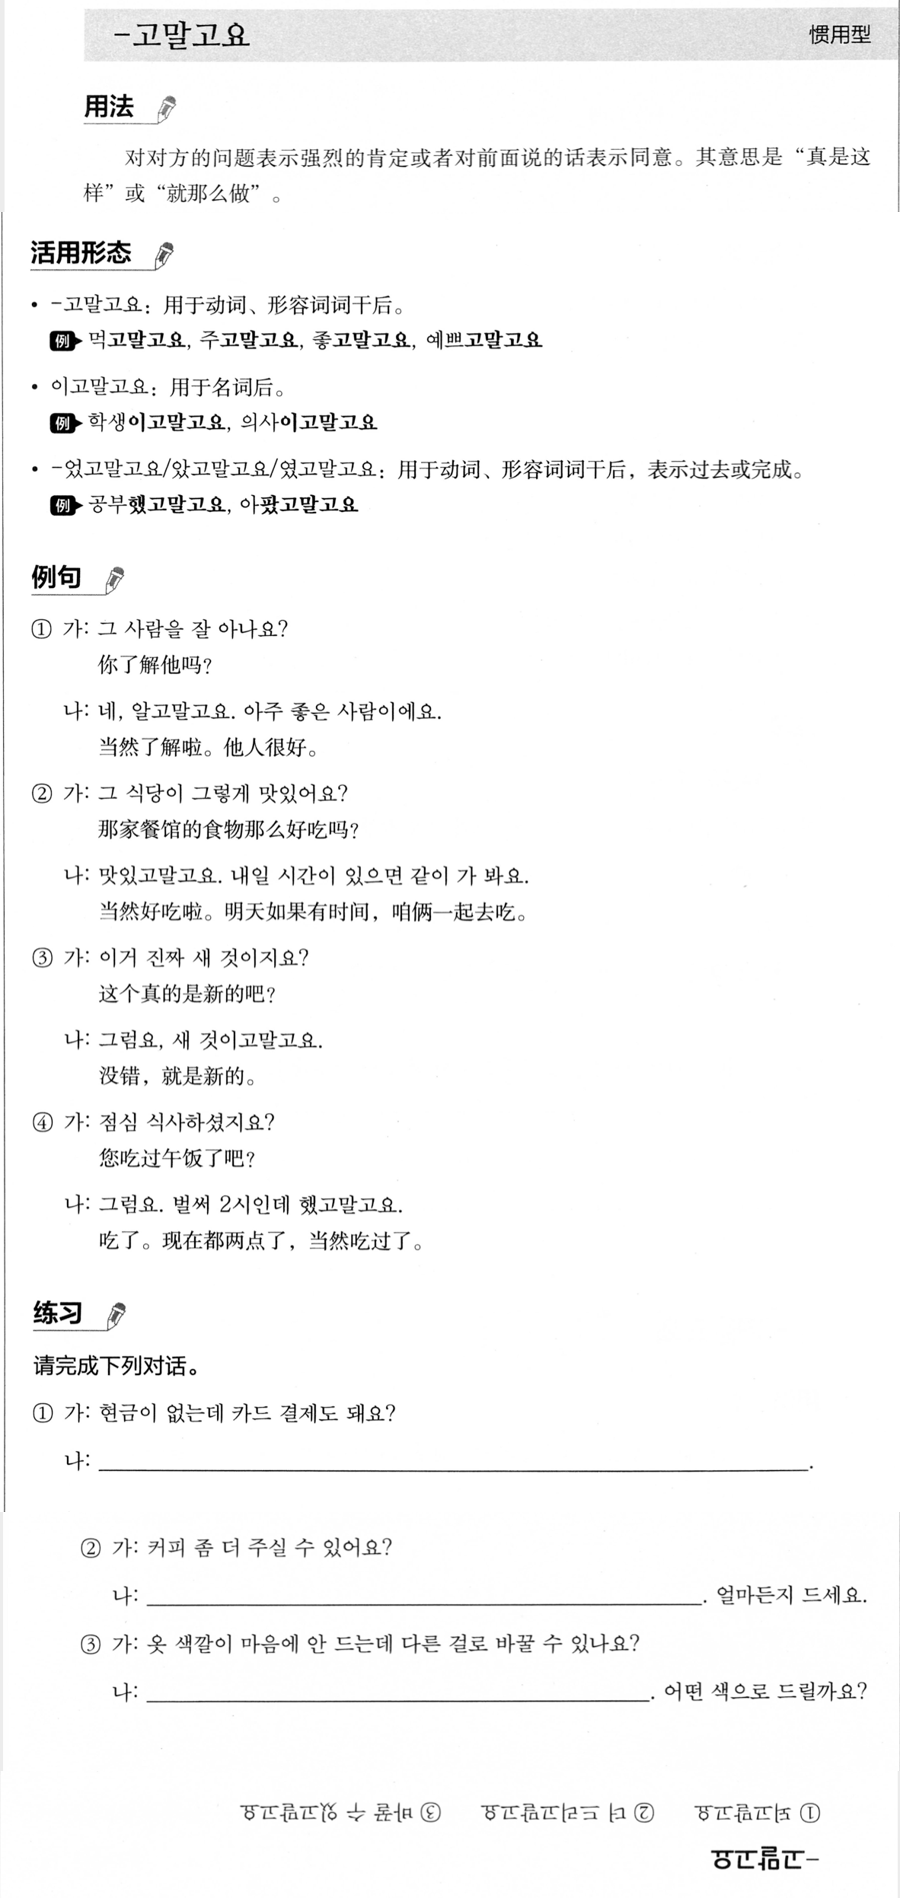 -고말고요 惯用型
用法
对对方的问题表示强烈的肯定或者对前面说的话表示同意。其意思是“真是这
样”或“就那么做”。
活用形态
• -고말고요: 用于动词、形容词词干后。
例 먹고말고요, 주고말고요, 좋고말고요, 예쁘고말고요
• 이고말고요: 用于名词后。
例 학생이고말고요, 의사이고말고요
• -었고말고요/았고말고요/였고말고요: 用于动词、形容词词干后，表示过去或完成。
例 공부했고말고요, 아팠고말고요
例句
① 가: 그 사람을 잘 아나요?
你了解他吗?
나: 네, 알고말고요. 아주 좋은 사람이에요.
当然了解啦。他人很好。
② 가: 그 식당이 그렇게 맛있어요?
那家餐馆的食物那么好吃吗?
나: 맛있고말고요. 내일 시간이 있으면 같이 가 봐요.
当然好吃啦。明天如果有时间，咱俩一起去吃。
③ 가: 이거 진짜 새 것이지요?
这个真的是新的吧?
나: 그럼요, 새 것이고말고요.
没错，就是新的。
④ 가: 점심 식사하셨지요?
您吃过午饭了吧?
나: 그럼요. 벌써 2시인데 했고말고요.
吃了。现在都两点了，当然吃过了。
练习
请完成下列对话。
① 가: 현금이 없는데 카드 결제도 돼요?
나: ______.
② 가: 커피 좀 더 주실 수 있어요?
나: ______. 얼마든지 드세요.
③ 가: 옷 색깔이 마음에 안 드는데 다른 걸로 바꿀 수 있나요?
나: ______. 어떤 색으로 드릴까요?
-고말고요
① 되고말고요 ② 더 드리고말고요 ③ 바꿀 수 있고말고요